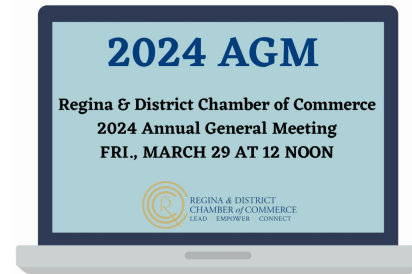 2024 AGM
Regina & District Chamber of Commerce
2024 Annual General Meeting
FRI., MARCH 29 AT 12 NOON
REGINA & DISTRICT
CHAMBER of COMMERCE
LEAD EMPOWER CONNECT